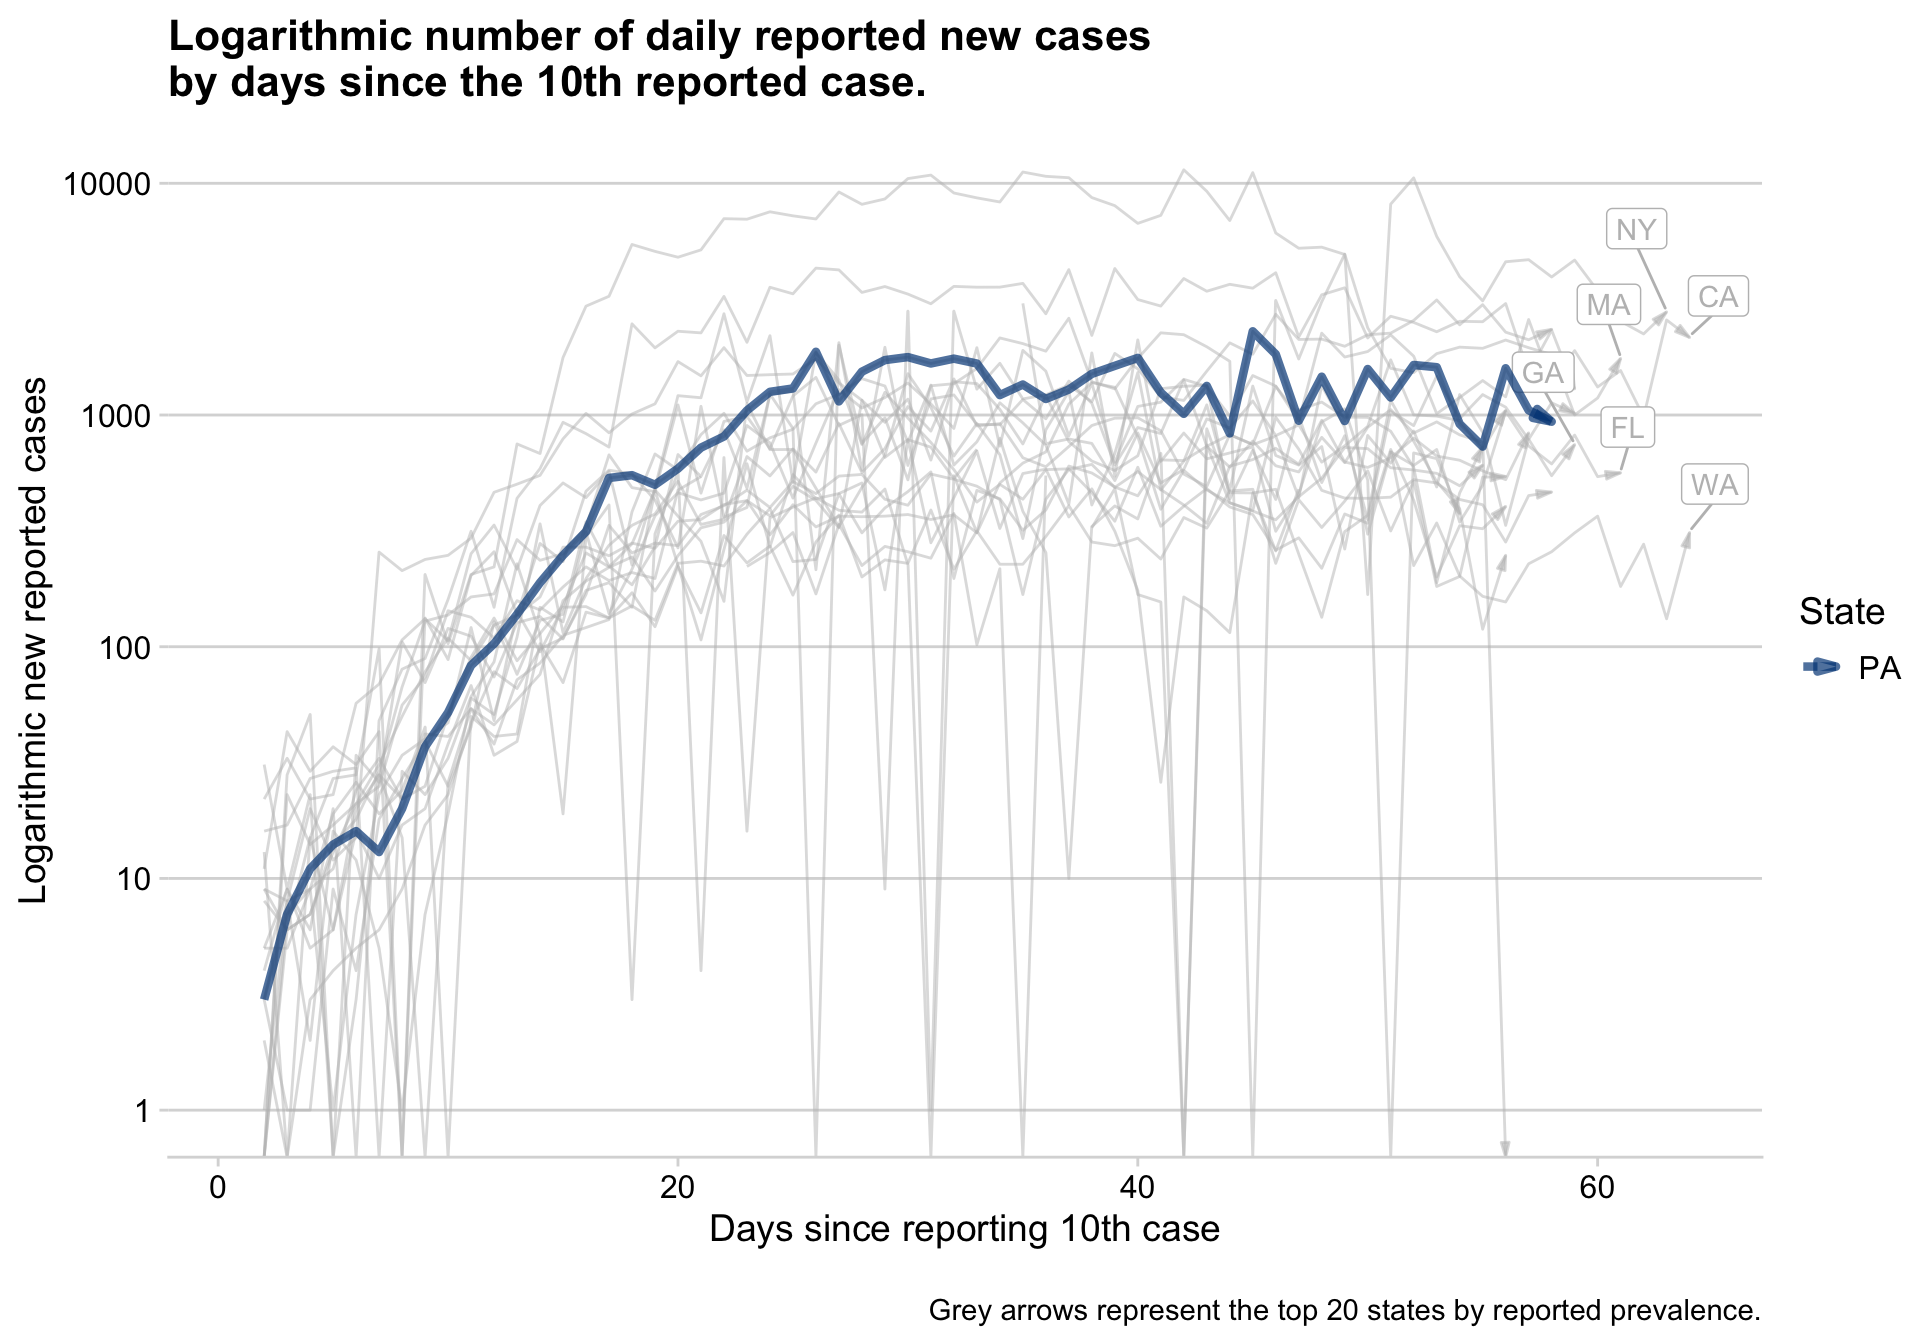 Logarithmic number of daily reported new cases
by days since the 10th reported case.
Logarithmic new reported cases
10000
1000
100
10
1
NY
CA
MA
GA
FL
WA
State
PA
0
20
40
60
Days since reporting 10th case
Grey arrows represent the top 20 states by reported prevalence.